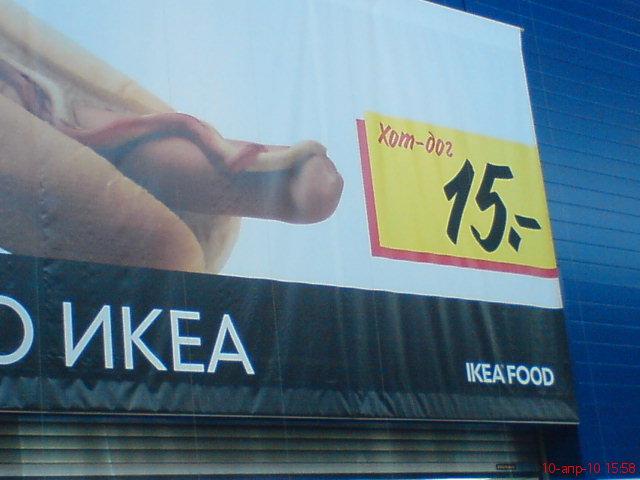 Хот-дог
15.-
О ИКЕА
IKEA FOOD
10-апр-10 15:58